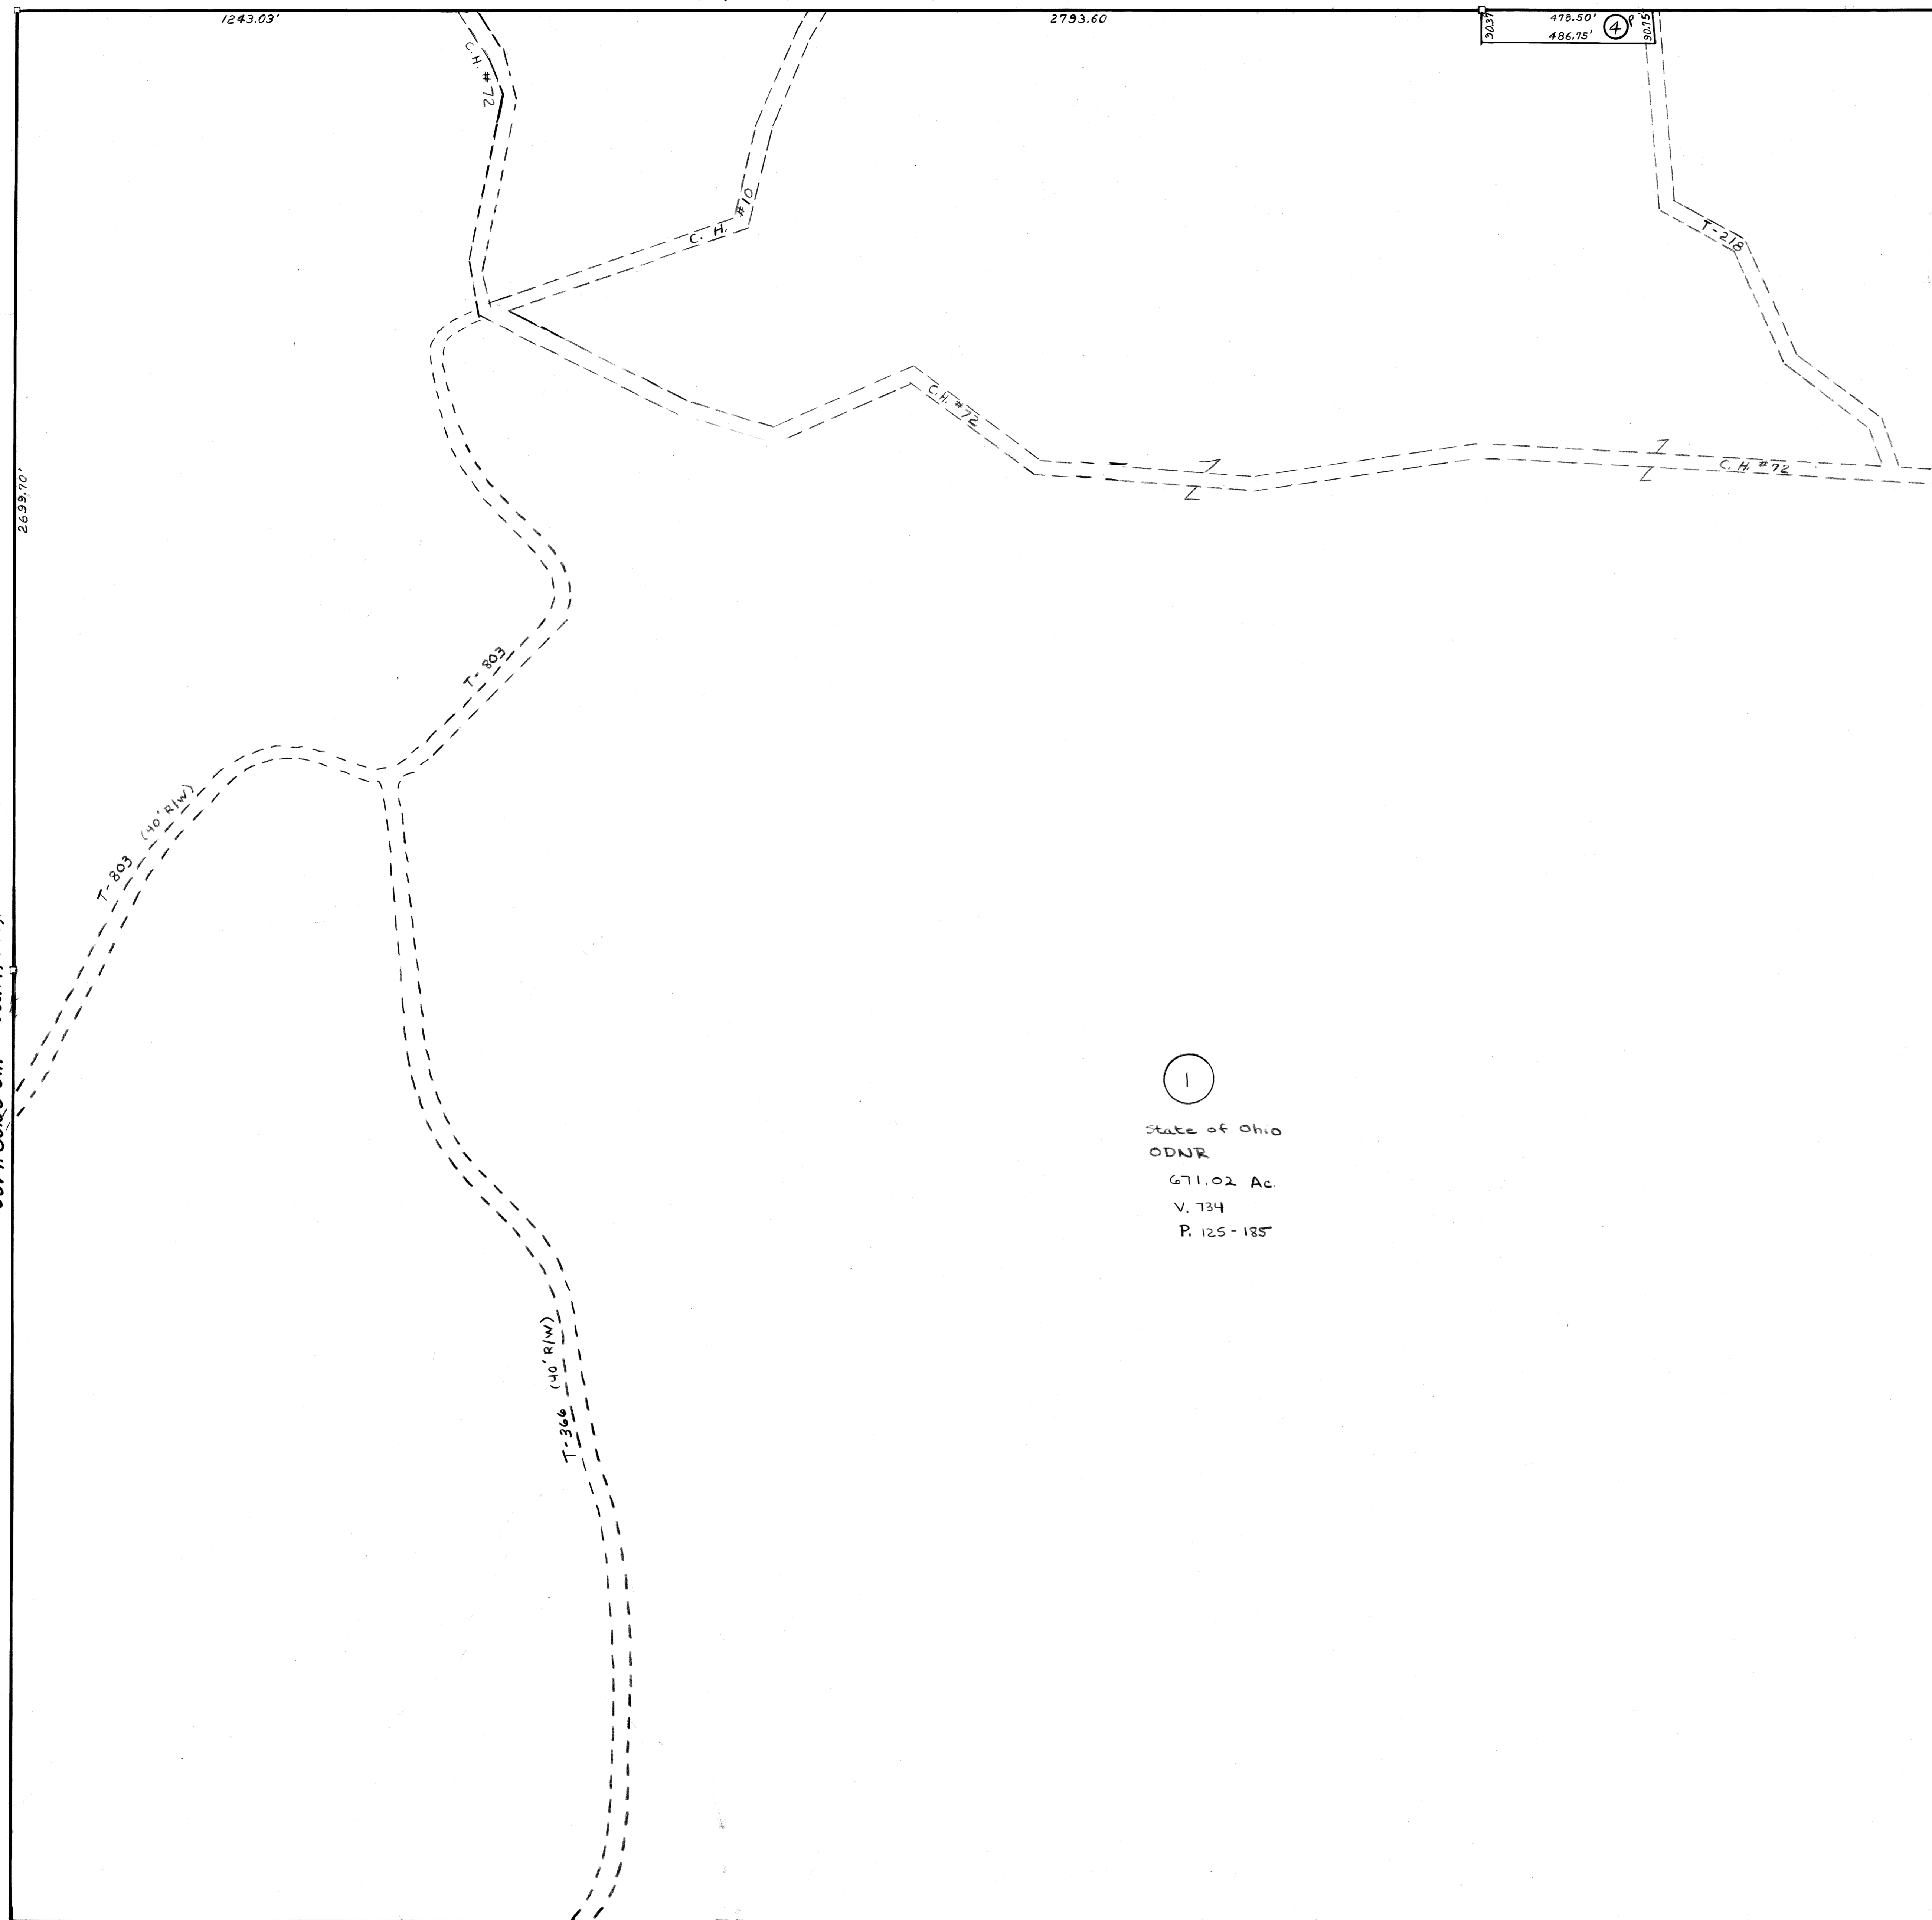 1243.03'
2793.60
478.50'
486.75'
4
90.37
90.75'
C.H. #72
C. H. #10
T-218
C.H. #72
C. H. #72
2699.70'
T-803
T-803 (40' R/W)
1
State of Ohio
ODNR
671.02 Ac.
V. 734
P. 125-185
T-366 (40' R/W)